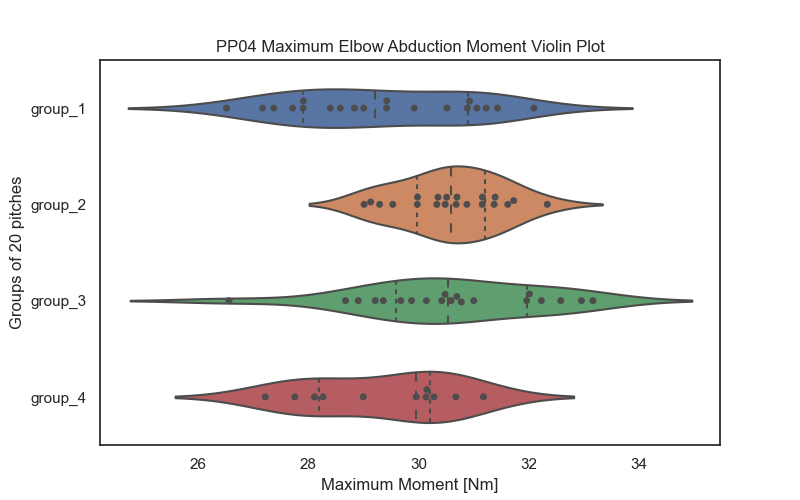 PP04 Maximum Elbow Abduction Moment Violin Plot
Groups of 20 pitches
group_1
group_2
group_3
group_4
26 28 30 32 34
Maximum Moment [Nm]